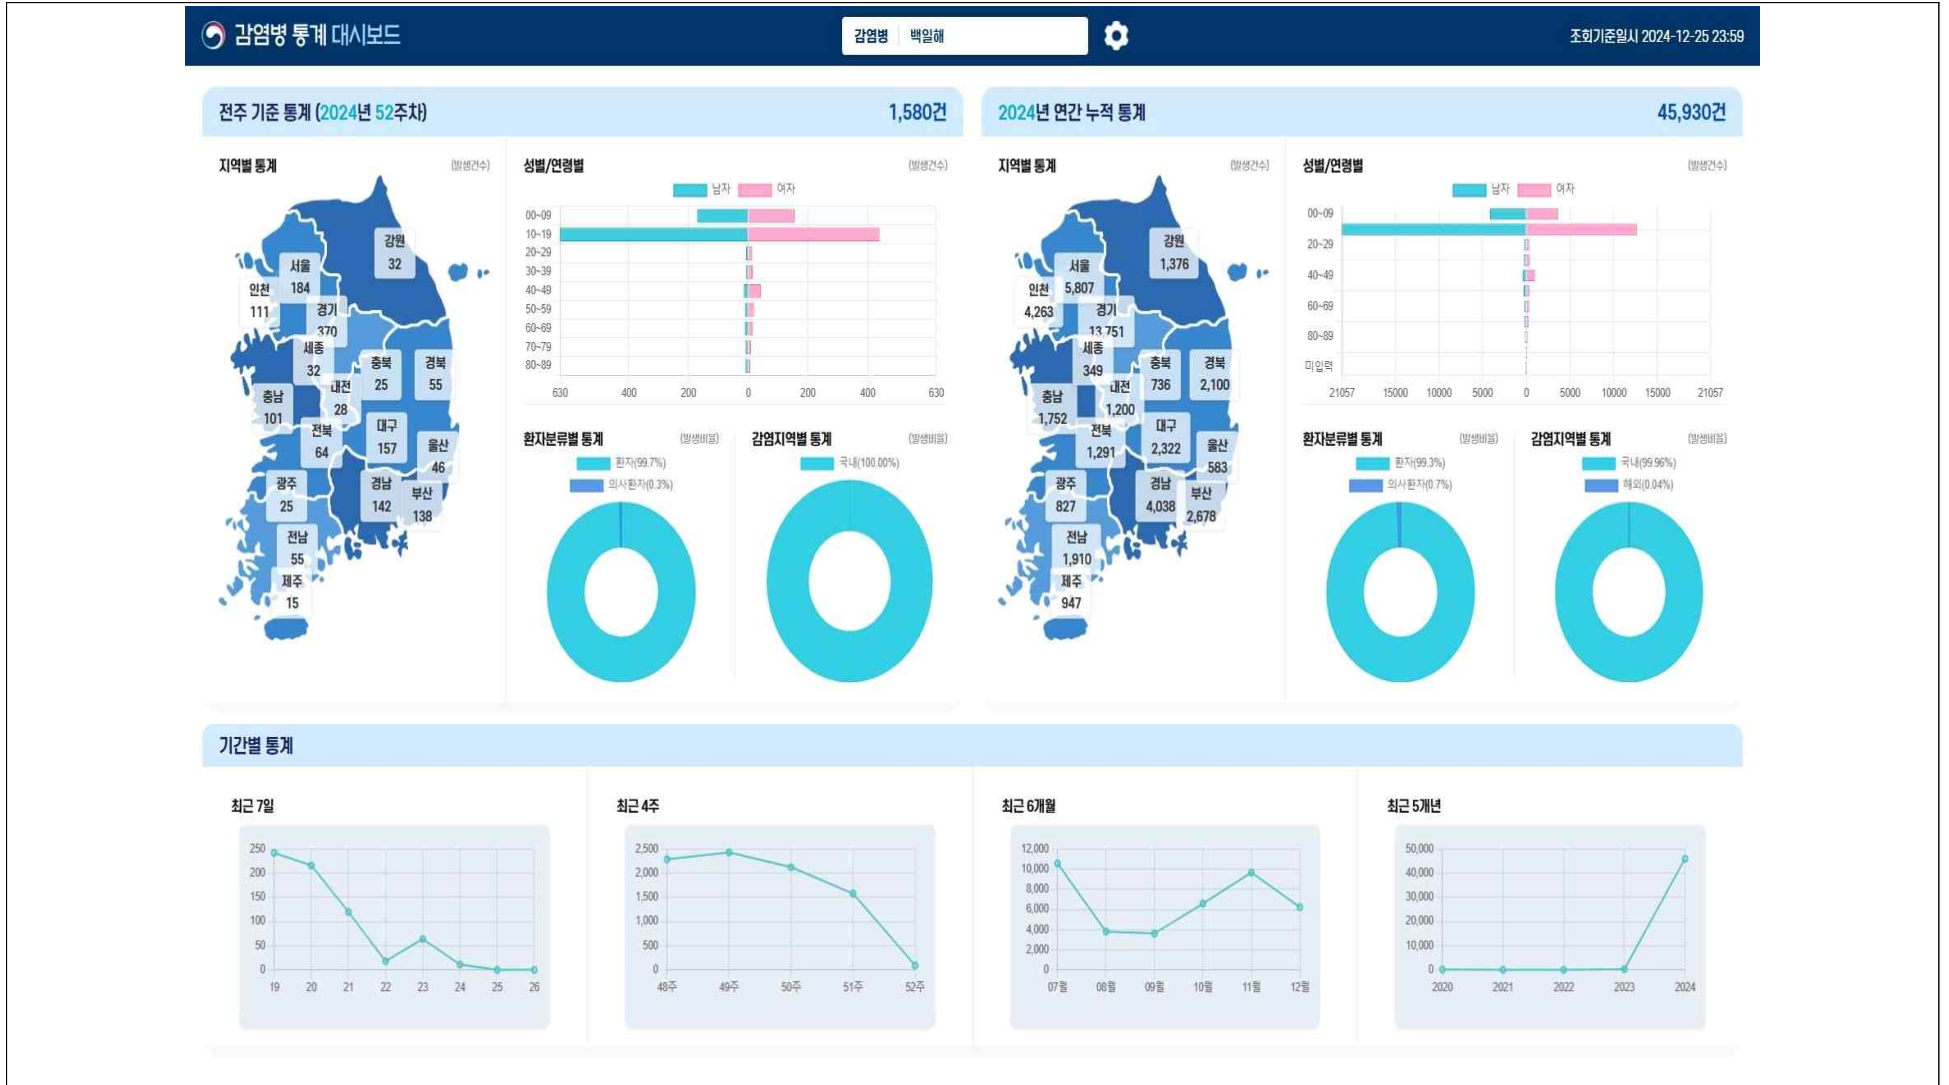 감염병 통계 대시보드
감염병 백일해
조회기준일시 2024-12-25 23:59
전주 기준 통계 (2024년 52주차) 1,580건
지역별 통계 (발생건수)
강원
32
서울
184
인천
111
경기
370
세종
32
충북
25
경북
55
대전
28
충남
101
전북
64
대구
157
울산
46
광주
25
경남
142
부산
138
전남
55
제주
15
성별/연령별 (발생건수)
남자 여자
00~09
10~19
20~29
30~39
40~49
50~59
60~69
70~79
80~89
630 400 200 0 200 400 630
환자분류별 통계 (발생비율)
환자(99.7%)
의사환자(0.3%)
감염지역별 통계 (발생비율)
국내(100.00%)
2024년 연간 누적 통계 45,930건
지역별 통계 (발생건수)
강원
1,376
서울
5,807
인천
4,263
경기
13,751
세종
349
충북
736
경북
2,100
대전
1,200
충남
1,752
전북
1,291
대구
2,322
울산
583
광주
827
경남
4,038
부산
2,678
전남
1,910
제주
947
성별/연령별 (발생건수)
남자 여자
00~09
20~29
40~49
60~69
80~89
미입력
21057 15000 10000 5000 0 5000 10000 15000 21057
환자분류별 통계 (발생비율)
환자(99.3%)
의사환자(0.7%)
감염지역별 통계 (발생비율)
국내(99.96%)
해외(0.04%)
기간별 통계
최근 7일
250
200
150
100
50
0
19 20 21 22 23 24 25 26
최근 4주
2,500
2,000
1,500
1,000
500
0
48주 49주 50주 51주 52주
최근 6개월
12,000
10,000
8,000
6,000
4,000
2,000
0
07월 08월 09월 10월 11월 12월
최근 5개년
50,000
40,000
30,000
20,000
10,000
0
2020 2021 2022 2023 2024